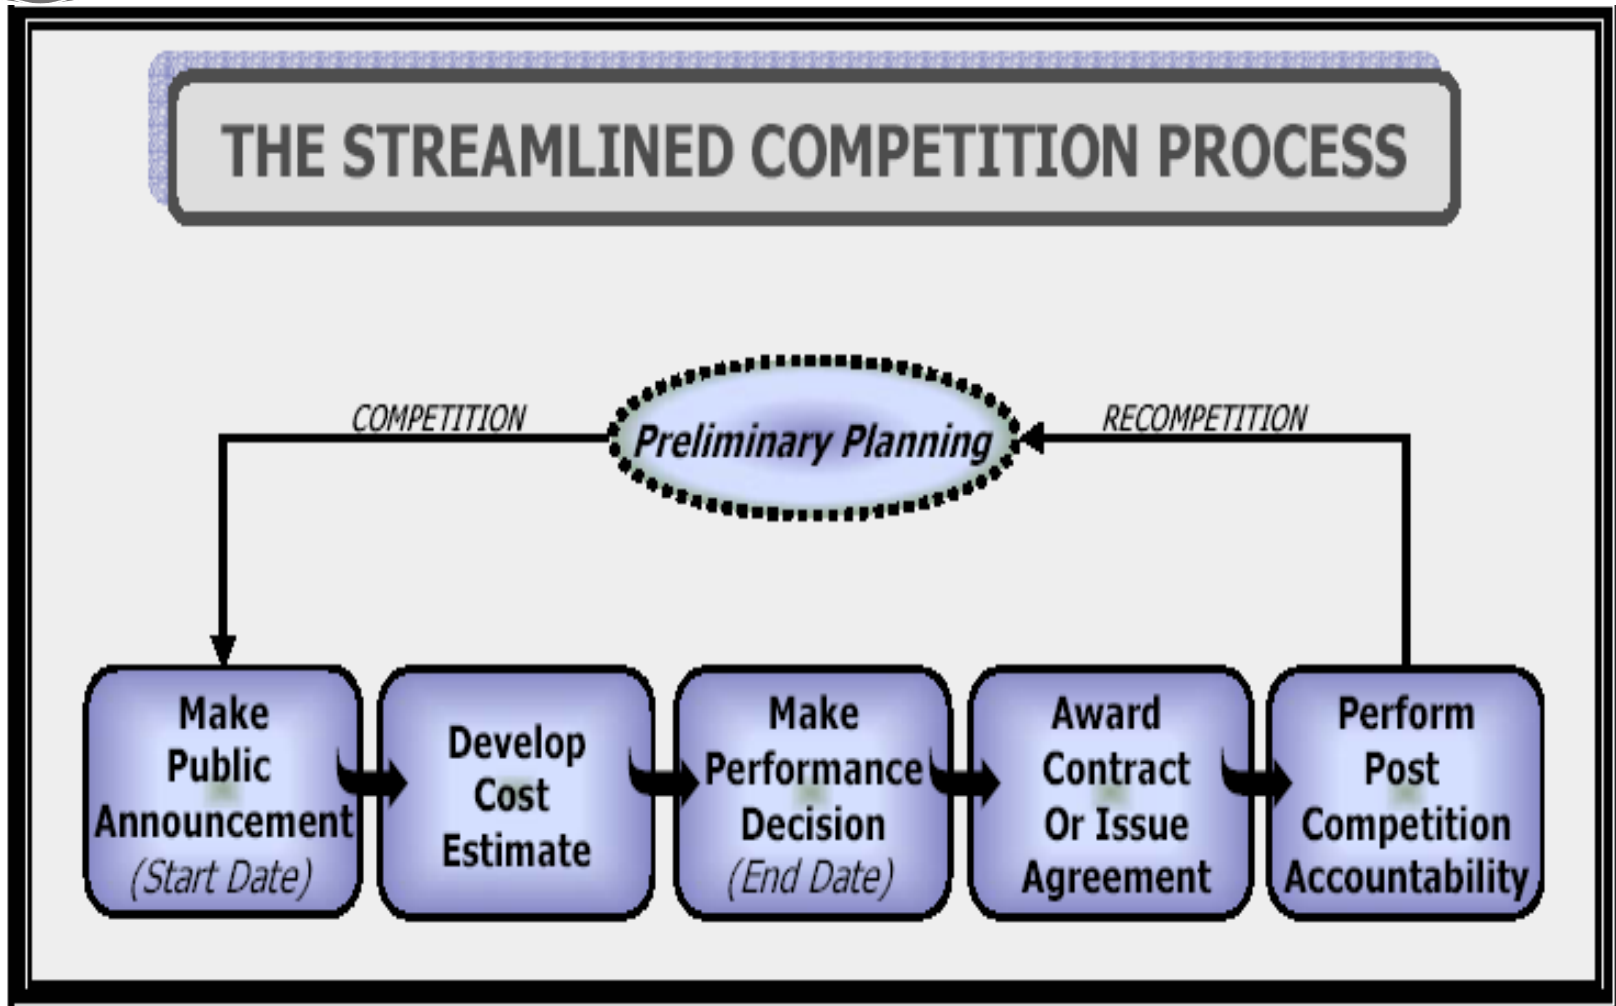 THE STREAMLINED COMPETITION PROCESS
COMPETITION
Preliminary Planning
RECOMPETITION
Make
Public
Announcement
(Start Date)
Develop
Cost
Estimate
Make
Performance
Decision
(End Date)
Award
Contract
Or Issue
Agreement
Perform
Post
Competition
Accountability